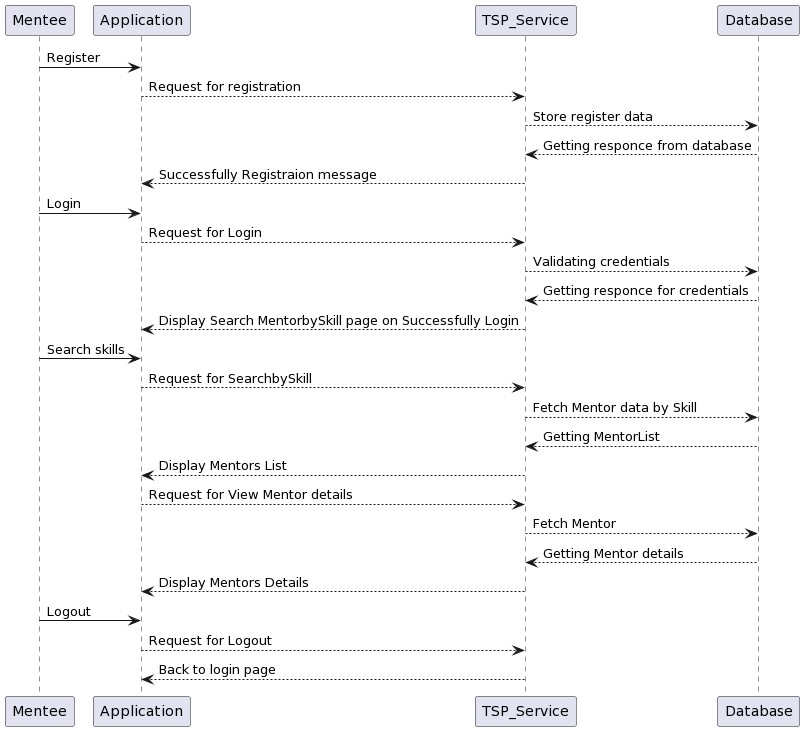 Mentee Application TSP_Service Database
Register
Request for registration
Store register data
Getting responce from database
Successfully Registraion message
Login
Request for Login
Validating credentials
Getting responce for credentials
Display Search MentorbySkill page on Successfully Login
Search skills
Request for SearchbySkill
Fetch Mentor data by Skill
Getting MentorList
Display Mentors List
Request for View Mentor details
Fetch Mentor
Getting Mentor details
Display Mentors Details
Logout
Request for Logout
Back to login page
Mentee Application TSP_Service Database